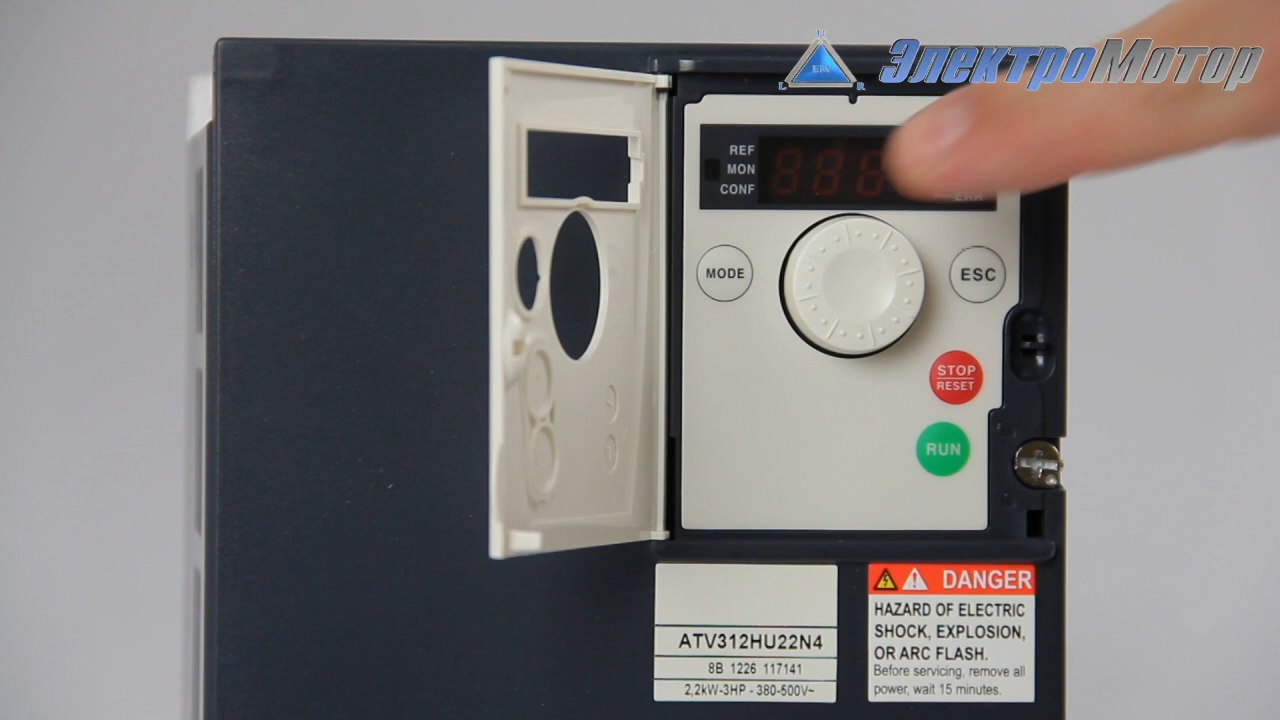 ЭлектроМотор
U
L
R
REF
MON
CONF
888
MODE
ESC
STOP
RESET
RUN
DANGER
HAZARD OF ELECTRIC
SHOCK, EXPLOSION,
OR ARC FLASH.
Before servicing, remove all
power, wait 15 minutes.
ATV312HU22N4
8B 1226 117141
2,2kW-3HP - 380-500V~